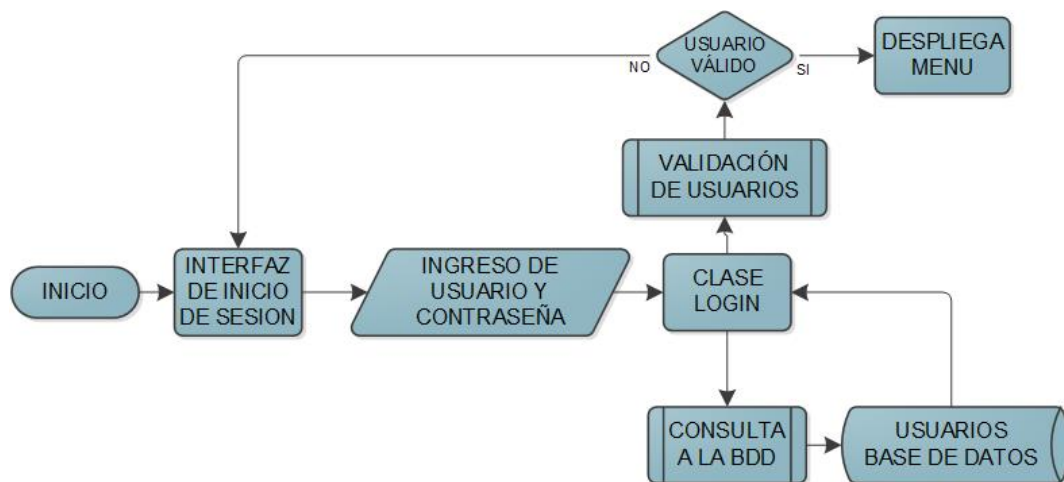 USUARIO
VÁLIDO
NO
SI
DESPLIEGA
MENU
VALIDACIÓN
DE USUARIOS
INICIO
INTERFAZ
DE INICIO
DE SESION
INGRESO DE
USUARIO Y
CONTRASEÑA
CLASE
LOGIN
CONSULTA
A LA BDD
USUARIOS
BASE DE DATOS